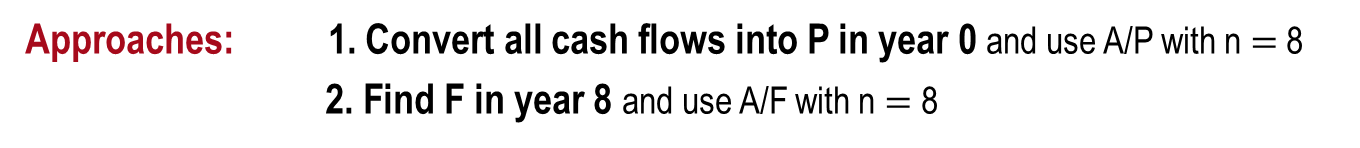 Approaches: 1. Convert all cash flows into P in year 0 and use A/P with n = 8
2. Find F in year 8 and use A/F with n = 8